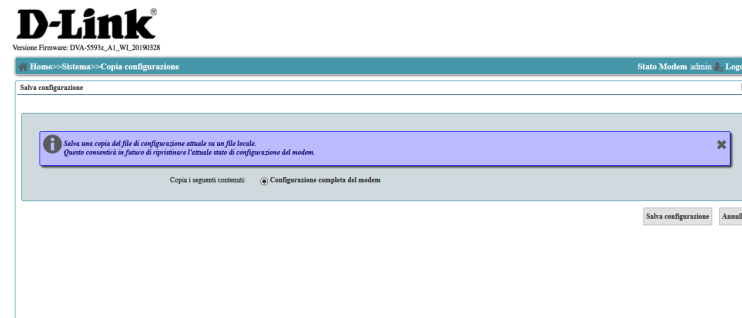 D-Link®
Versione Firmware: DVA-5593z_A1_WI_20190328
Home>>Sistema>>Copia configurazione Stato Modem admin Logo
Salva configurazione
Salva una copia del file di configurazione attuale su un file locale.
Questo consentirà in futuro di ripristinare l'attuale stato di configurazione del modem.
Copia i seguenti contenuti: Configurazione completa del modem
Salva configurazione Annull